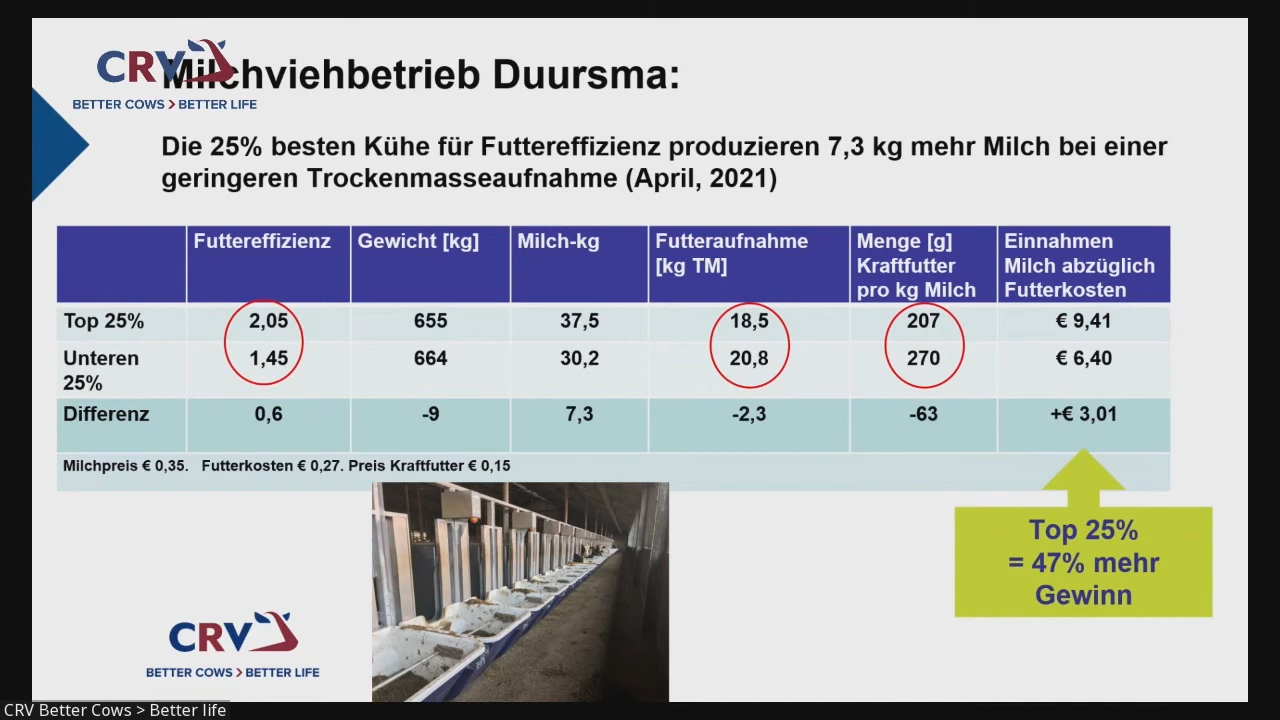 CRV
BETTER COWS > BETTER LIFE
Milchviehbetrieb Duursma:
Die 25% besten Kühe für Futtereffizienz produzieren 7,3 kg mehr Milch bei einer
geringeren Trockenmasseaufnahme (April, 2021)
Futtereffizienz Gewicht [kg] Milch-kg Futteraufnahme Menge [g] Einnahmen
[kg TM] Kraftfutter Milch abzüglich
pro kg Milch Futterkosten
Top 25% 2,05 655 37,5 18,5 207 € 9,41
Unteren 1,45 664 30,2 20,8 270 € 6,40
25%
Differenz 0,6 -9 7,3 -2,3 -63 +€ 3,01
Milchpreis € 0,35. Futterkosten € 0,27. Preis Kraftfutter € 0,15
Top 25%
= 47% mehr
Gewinn
CRV
BETTER COWS > BETTER LIFE
CRV Better Cows > Better life